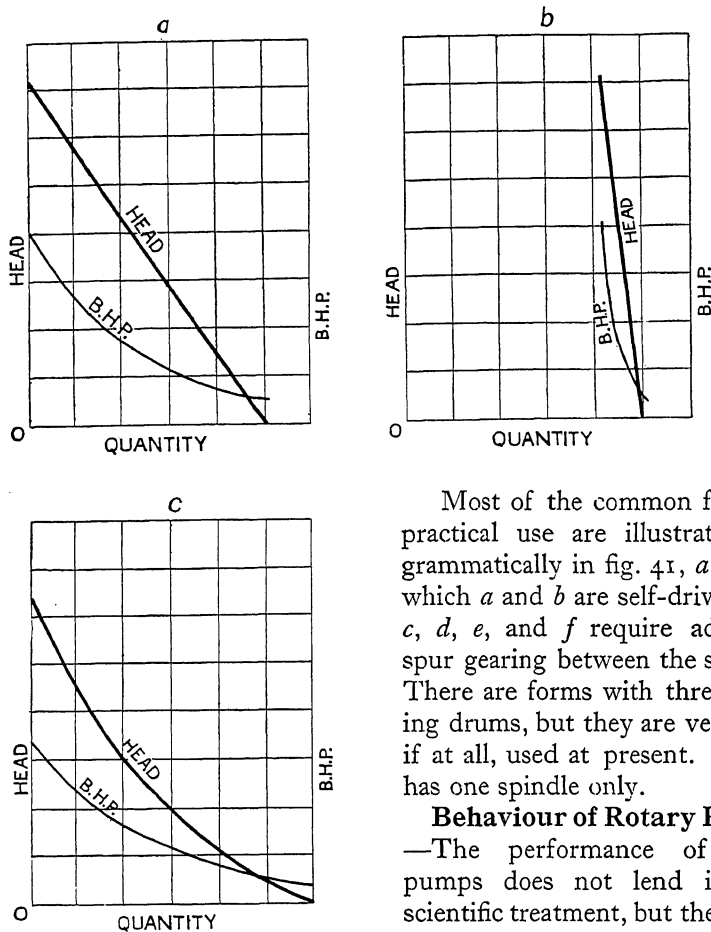 a
HEAD
B.H.P.
HEAD
B.H.P.
O
QUANTITY
b
HEAD
B.H.P.
HEAD
B.H.P.
O
QUANTITY
c
HEAD
B.H.P.
HEAD
B.H.P.
O
QUANTITY
Most of the common f
practical use are illustrat
grammatically in fig. 41, a
which a and b are self-driv
c, d, e, and f require ad
spur gearing between the s
There are forms with thre
ing drums, but they are ve
if at all, used at present.
has one spindle only.
Behaviour of Rotary
—The performance of
pumps does not lend i
scientific treatment, but the